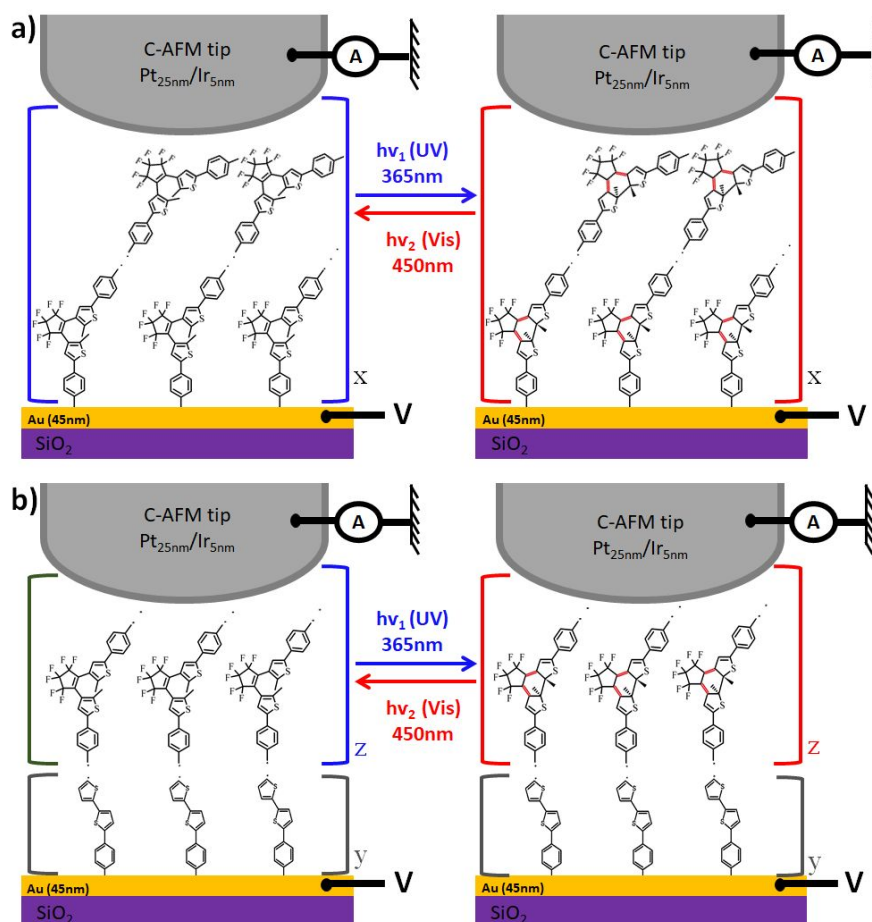 a)
C-AFM tip
Pt25nm/Ir5nm
A
C-AFM tip
Pt25nm/Ir5nm
A
hν1 (UV)
365nm
hν2 (Vis)
450nm
F F F F F F
F F F F F F
S S
S S
F F F F F F
F F F F F F
S S
S S
F F F F F F
F F F F F F
F F F F F F
S S
S S
S S
x
F F F F F F
F F F F F F
F F F F F F
S S
S S
S S
x
Au (45nm)
V
SiO2
Au (45nm)
V
SiO2
b)
C-AFM tip
Pt25nm/Ir5nm
A
C-AFM tip
Pt25nm/Ir5nm
A
hν1 (UV)
365nm
hν2 (Vis)
450nm
F F F F F F
F F F F F F
F F F F F F
S S
S S
S S
z
F F F F F F
F F F F F F
F F F F F F
S S
S S
S S
z
S S S
S S S
y
S S S
S S S
y
Au (45nm)
V
SiO2
Au (45nm)
V
SiO2